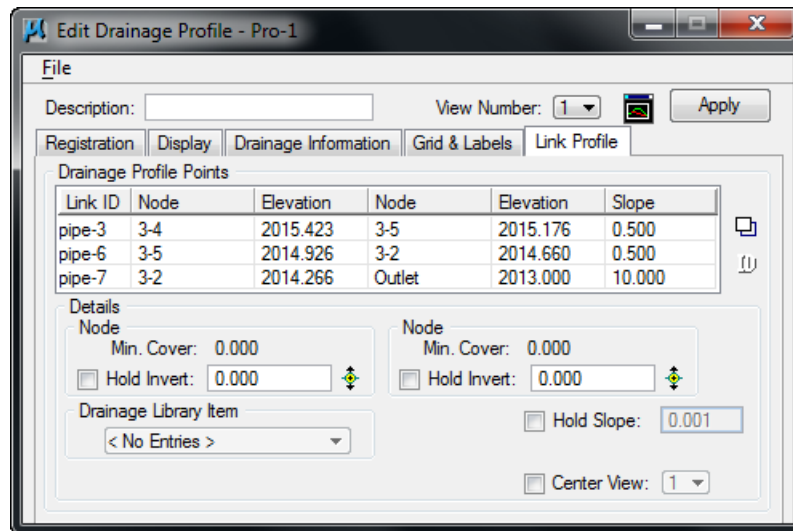 Edit Drainage Profile - Pro-1
File
Description: View Number: 1 Apply
Registration Display Drainage Information Grid & Labels Link Profile
Drainage Profile Points
Link ID Node Elevation Node Elevation Slope
pipe-3 3-4 2015.423 3-5 2015.176 0.500
pipe-6 3-5 2014.926 3-2 2014.660 0.500
pipe-7 3-2 2014.266 Outlet 2013.000 10.000
Details
Node Node
Min. Cover: 0.000 Min. Cover: 0.000
Hold Invert: 0.000 Hold Invert: 0.000
Drainage Library Item Hold Slope: 0.001
< No Entries >
Center View: 1